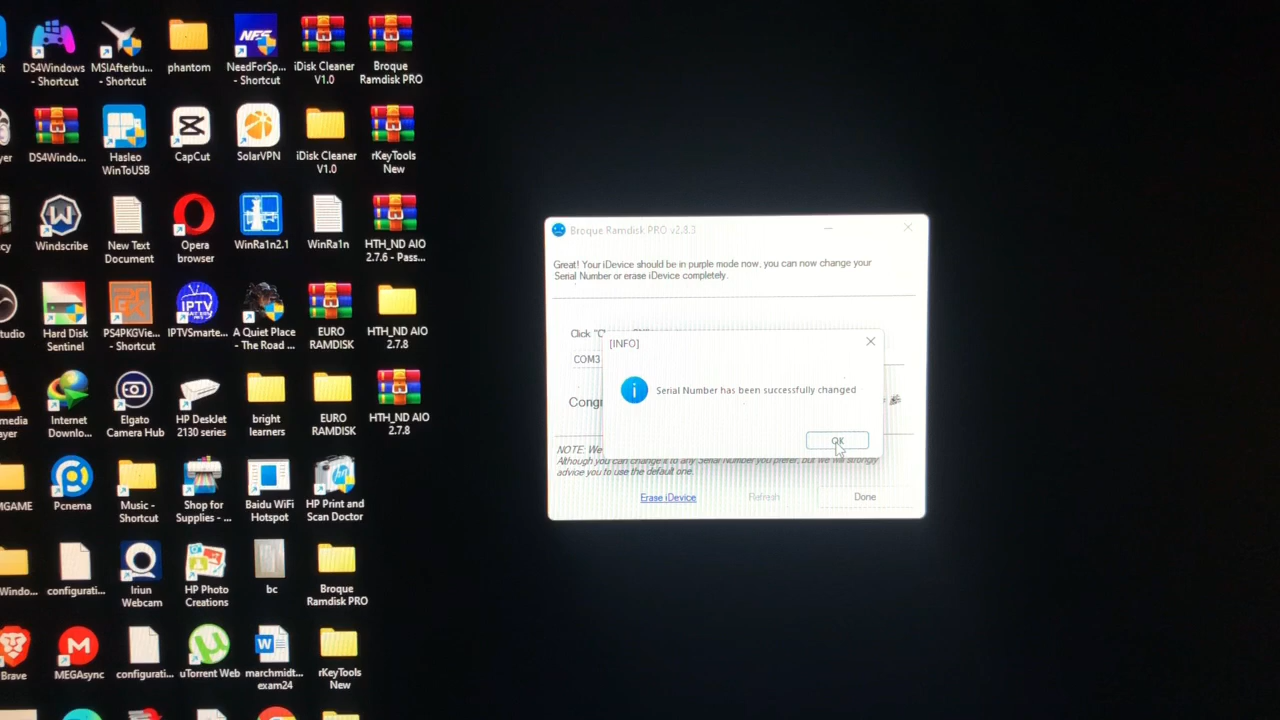 DS4Windows
- Shortcut
MSIAfterbu...
- Shortcut
phantom
NeedForSp...
- Shortcut
iDisk Cleaner
V1.0
Broque
Ramdisk PRO
DS4Windo...
Hasleo
WinToUSB
CapCut
SolarVPN
iDisk Cleaner
V1.0
rKeyTools
New
Windscribe
New Text
Document
Opera
browser
WinRa1n2.1
WinRa1n
HTH_ND AIO
2.7.6 - Pass...
Hard Disk
Sentinel
PS4PKGVie...
- Shortcut
IPTV
IPTVSmarte...
A Quiet Place
- The Road ...
EURO
RAMDISK
HTH_ND AIO
2.7.8
Internet
Downlo...
Elgato
Camera Hub
HP DeskJet
2130 series
bright
learners
EURO
RAMDISK
HTH_ND AIO
2.7.8
Pcnema
Music -
Shortcut
Shop for
Supplies - ...
Baidu WiFi
Hotspot
HP Print and
Scan Doctor
configurati...
Iriun
Webcam
HP Photo
Creations
bc
Broque
Ramdisk PRO
Brave
MEGAsync
configurati...
uTorrent Web
marchmidt...
exam24
rKeyTools
New
Broque Ramdisk PRO v2.8.3
Great! Your iDevice should be in purple mode now, you can now change your
Serial Number or erase iDevice completely.
COM3
[INFO]
Serial Number has been successfully changed
OK
NOTE: We
Although you can change it to any Serial Number you prefer, but we will strongly
advice you to use the default one.
Erase iDevice
Refresh
Done